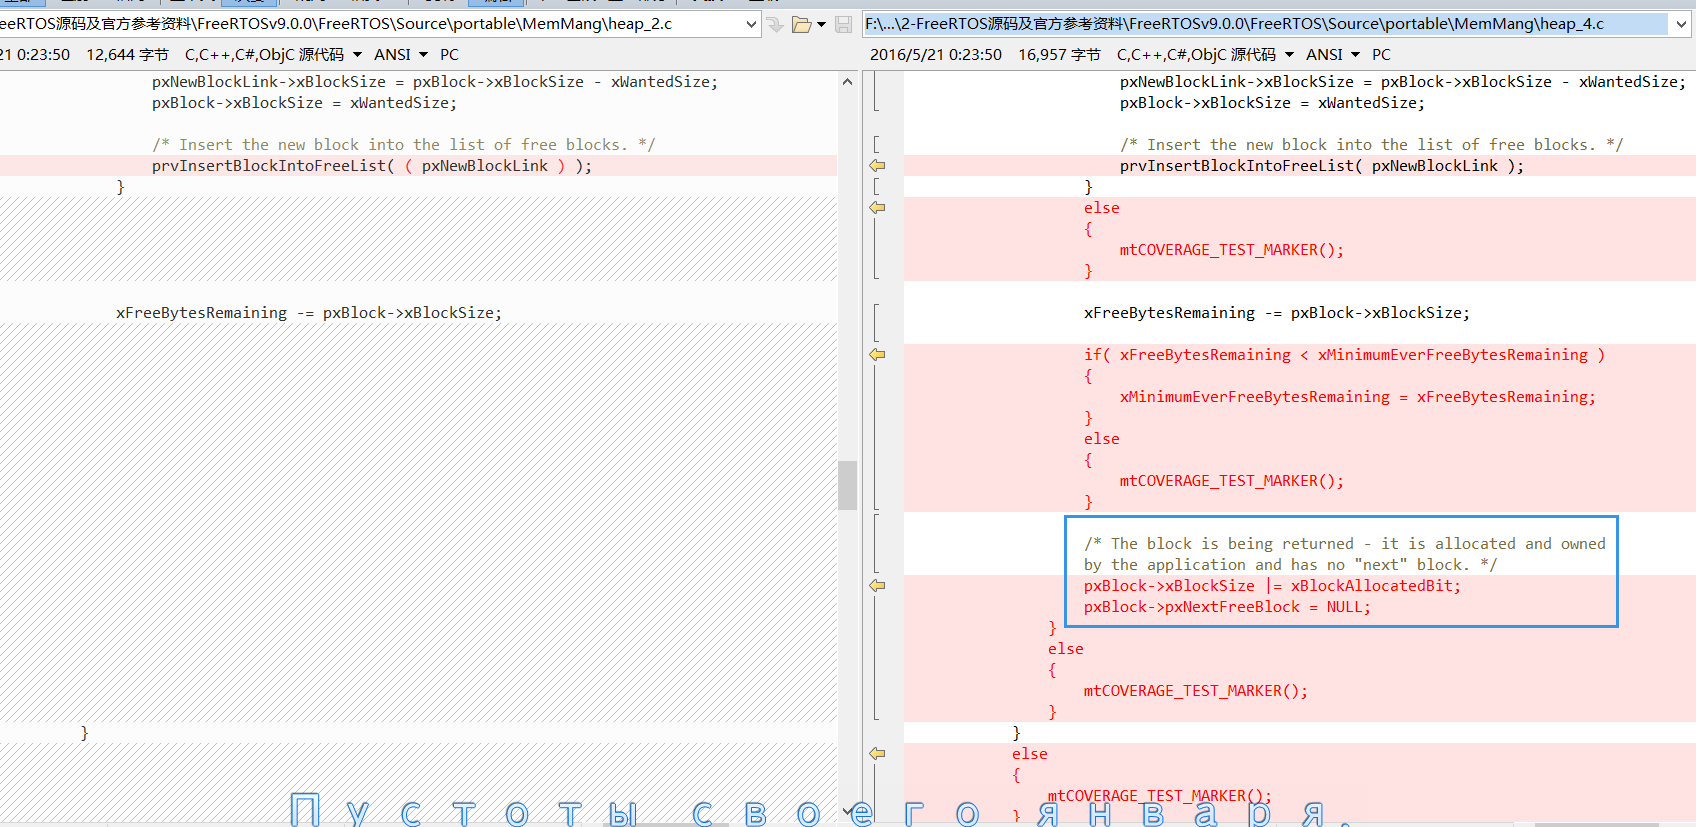 eeRTOS源码及官方参考资料\FreeRTOSv9.0.0\FreeRTOS\Source\portable\MemMang\heap_2.c
F:\...\2-FreeRTOS源码及官方参考资料\FreeRTOSv9.0.0\FreeRTOS\Source\portable\MemMang\heap_4.c
21 0:23:50 12,644 字节 C,C++,C#,ObjC 源代码 ANSI PC
2016/5/21 0:23:50 16,957 字节 C,C++,C#,ObjC 源代码 ANSI PC
pxNewBlockLink->xBlockSize = pxBlock->xBlockSize - xWantedSize;
pxBlock->xBlockSize = xWantedSize;
/* Insert the new block into the list of free blocks. */
prvInsertBlockIntoFreeList( ( pxNewBlockLink ) );
}
xFreeBytesRemaining -= pxBlock->xBlockSize;
}
pxNewBlockLink->xBlockSize = pxBlock->xBlockSize - xWantedSize;
pxBlock->xBlockSize = xWantedSize;
/* Insert the new block into the list of free blocks. */
prvInsertBlockIntoFreeList( pxNewBlockLink );
}
else
{
mtCOVERAGE_TEST_MARKER();
}
xFreeBytesRemaining -= pxBlock->xBlockSize;
if( xFreeBytesRemaining < xMinimumEverFreeBytesRemaining )
{
xMinimumEverFreeBytesRemaining = xFreeBytesRemaining;
}
else
{
mtCOVERAGE_TEST_MARKER();
}
/* The block is being returned - it is allocated and owned
by the application and has no "next" block. */
pxBlock->xBlockSize |= xBlockAllocatedBit;
pxBlock->pxNextFreeBlock = NULL;
}
else
{
mtCOVERAGE_TEST_MARKER();
}
}
else
{
mtCOVERAGE_TEST_MARKER();
}
Пустоты своего января.